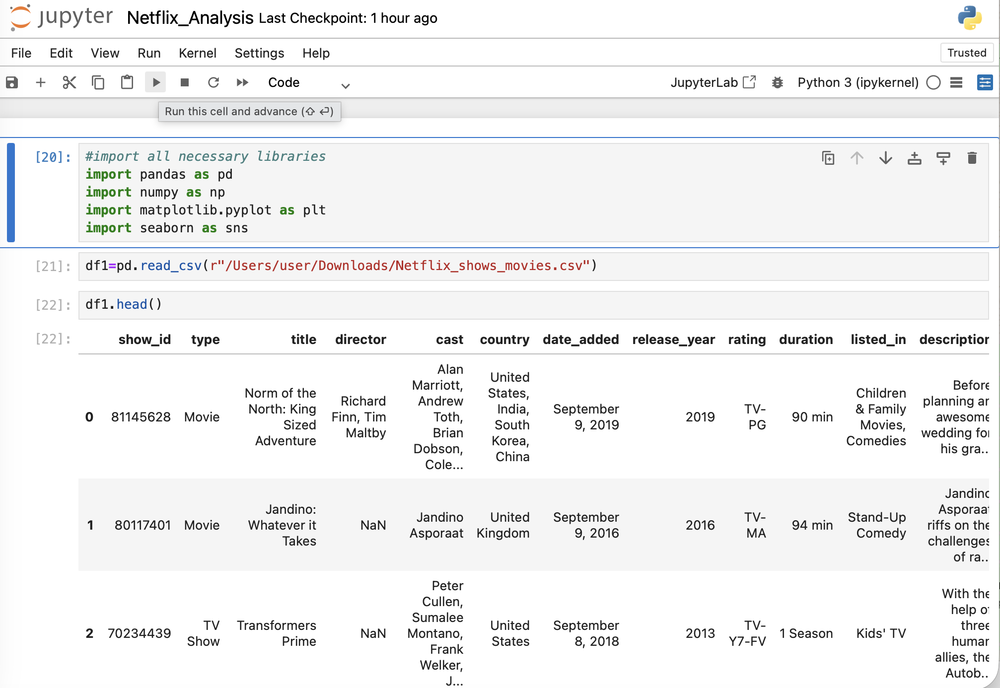 jupyter Netflix_Analysis Last Checkpoint: 1 hour ago
File Edit View Run Kernel Settings Help Trusted
Code JupyterLab Python 3 (ipykernel)
Run this cell and advance (⇧ ⏎)
[20]: #import all necessary libraries
import pandas as pd
import numpy as np
import matplotlib.pyplot as plt
import seaborn as sns
[21]: df1=pd.read_csv(r"/Users/user/Downloads/Netflix_shows_movies.csv")
[22]: df1.head()
[22]: show_id type title director cast country date_added release_year rating duration listed_in description
0 81145628 Movie Norm of the North: King Sized Adventure Richard Finn, Tim Maltby Alan Marriott, Andrew Toth, Brian Dobson, Cole... United States, India, South Korea, China September 9, 2019 2019 TV-PG 90 min Children & Family Movies, Comedies Before planning an awesome wedding for his gra..
1 80117401 Movie Jandino: Whatever it Takes NaN Jandino Asporaat United Kingdom September 9, 2016 2016 TV-MA 94 min Stand-Up Comedy Jandino Asporaat riffs on the challenges of ra..
2 70234439 TV Show Transformers Prime NaN Peter Cullen, Sumalee Montano, Frank Welker, J... United States September 8, 2018 2013 TV-Y7-FV 1 Season Kids' TV With the help of three human allies, the Autob..